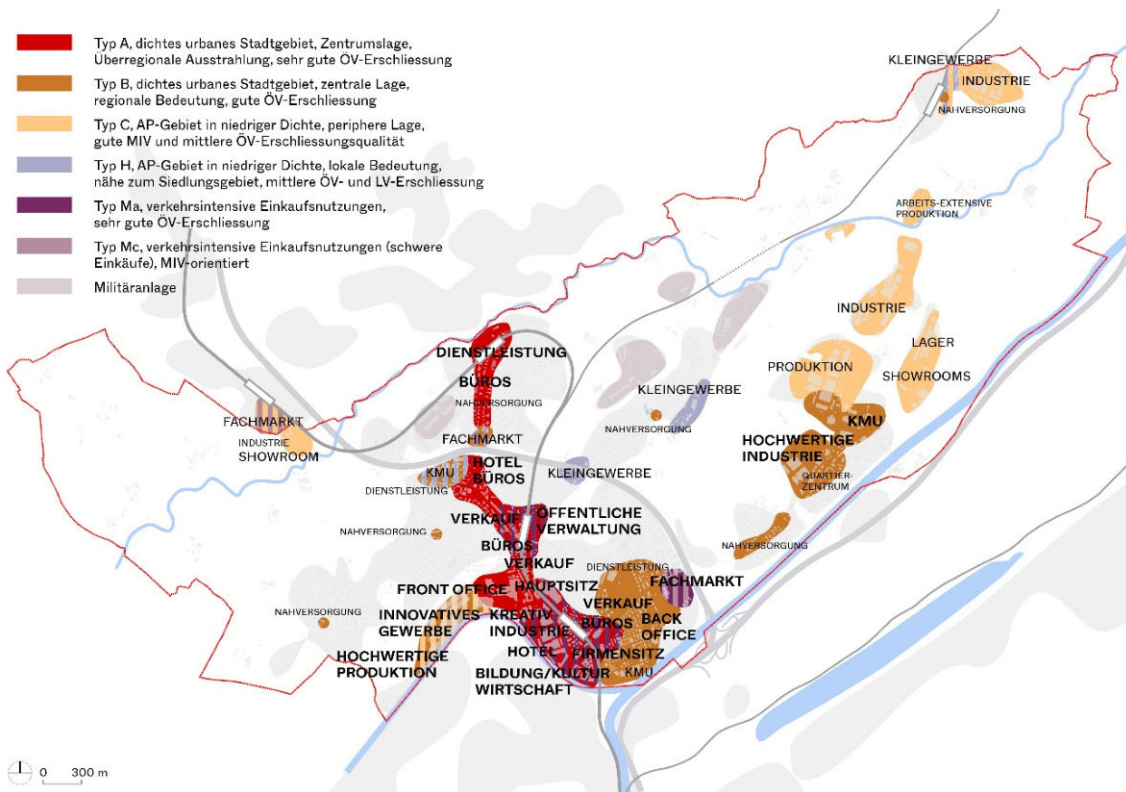 Typ A, dichtes urbanes Stadtgebiet, Zentrumslage,
Überregionale Ausstrahlung, sehr gute ÖV-Erschliessung
Typ B, dichtes urbanes Stadtgebiet, zentrale Lage,
regionale Bedeutung, gute ÖV-Erschliessung
Typ C, AP-Gebiet in niedriger Dichte, periphere Lage,
gute MIV und mittlere ÖV-Erschliessungsqualität
Typ H, AP-Gebiet in niedriger Dichte, lokale Bedeutung,
nähe zum Siedlungsgebiet, mittlere ÖV- und LV-Erschliessung
Typ Ma, verkehrsintensive Einkaufsnutzungen,
sehr gute ÖV-Erschliessung
Typ Mc, verkehrsintensive Einkaufsnutzungen (schwere
Einkäufe), MIV-orientiert
Militäranlage
KLEINGEWERBE
INDUSTRIE
NAHVERSORGUNG
ARBEITS-EXTENSIVE
PRODUKTION
INDUSTRIE
LAGER
SHOWROOMS
PRODUKTION
KMU
HOCHWERTIGE
INDUSTRIE
QUARTIER-
ZENTRUM
NAHVERSORGUNG
KLEINGEWERBE
NAHVERSORGUNG
KLEINGEWERBE
DIENSTLEISTUNG
BÜROS
NAHVERSORGUNG
FACHMARKT
FACHMARKT
INDUSTRIE
SHOWROOM
KMU
HOTEL
BÜROS
DIENSTLEISTUNG
VERKAUF
ÖFFENTLICHE
VERWALTUNG
NAHVERSORGUNG
BÜROS
VERKAUF
DIENSTLEISTUNG
FACHMARKT
FRONT OFFICE
HAUPTSITZ
VERKAUF
NAHVERSORGUNG
INNOVATIVES
GEWERBE
KREATIV
INDUSTRIE
BÜROS
BACK
OFFICE
HOCHWERTIGE
PRODUKTION
HOTEL
FIRMENSITZ
BILDUNG/KULTUR
WIRTSCHAFT
KMU
0 300 m